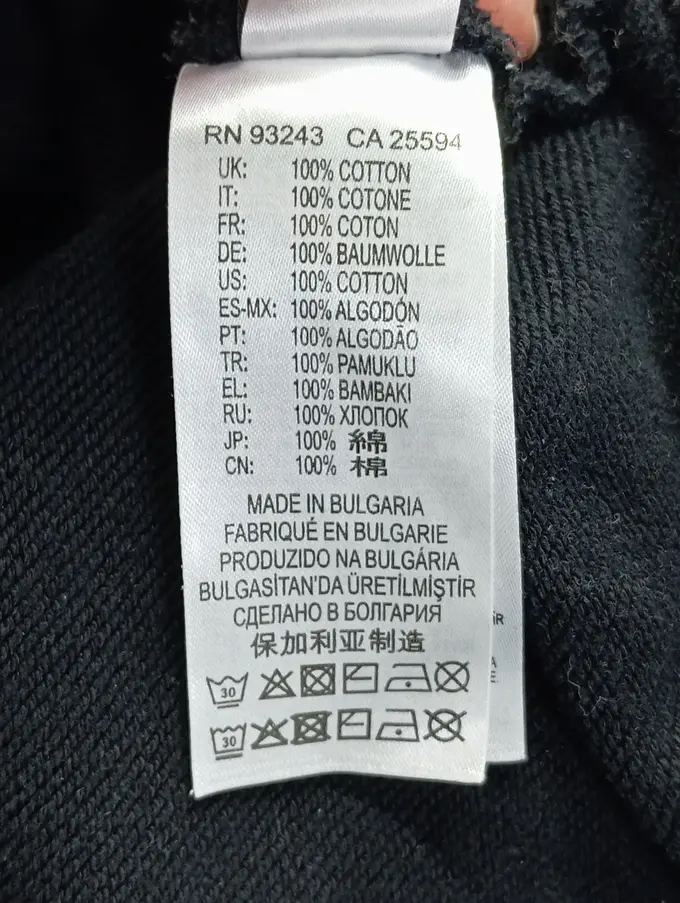 RN 93243 CA 25594
UK: 100% COTTON
IT: 100% COTONE
FR: 100% COTON
DE: 100% BAUMWOLLE
US: 100% COTTON
ES-MX: 100% ALGODÓN
PT: 100% ALGODÃO
TR: 100% PAMUKLU
EL: 100% BAMBAKI
RU: 100% ХЛОПОК
JP: 100% 綿
CN: 100% 棉
MADE IN BULGARIA
FABRIQUÉ EN BULGARIE
PRODUZIDO NA BULGÁRIA
BULGASİTAN'DA ÜRETİLMİŞTİR
СДЕЛАНО В БОЛГАРИЯ
保加利亚制造
30
30